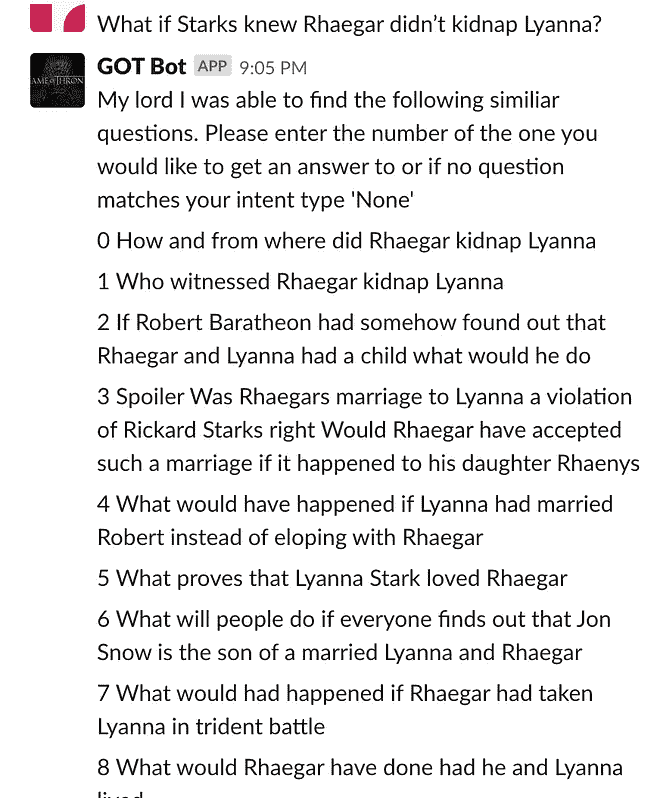 What if Starks knew Rhaegar didn’t kidnap Lyanna?
GOT Bot APP 9:05 PM
My lord I was able to find the following similiar
questions. Please enter the number of the one you
would like to get an answer to or if no question
matches your intent type 'None'
0 How and from where did Rhaegar kidnap Lyanna
1 Who witnessed Rhaegar kidnap Lyanna
2 If Robert Baratheon had somehow found out that
Rhaegar and Lyanna had a child what would he do
3 Spoiler Was Rhaegars marriage to Lyanna a violation
of Rickard Starks right Would Rhaegar have accepted
such a marriage if it happened to his daughter Rhaenys
4 What would have happened if Lyanna had married
Robert instead of eloping with Rhaegar
5 What proves that Lyanna Stark loved Rhaegar
6 What will people do if everyone finds out that Jon
Snow is the son of a married Lyanna and Rhaegar
7 What would had happened if Rhaegar had taken
Lyanna in trident battle
8 What would Rhaegar have done had he and Lyanna